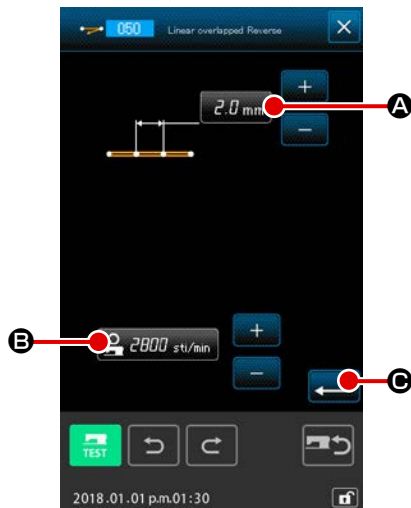 050 Linear overlapped Reverse
2.0 mm
A
B
2800 sti/min
C
TEST
2018.01.01 p.m.01:30